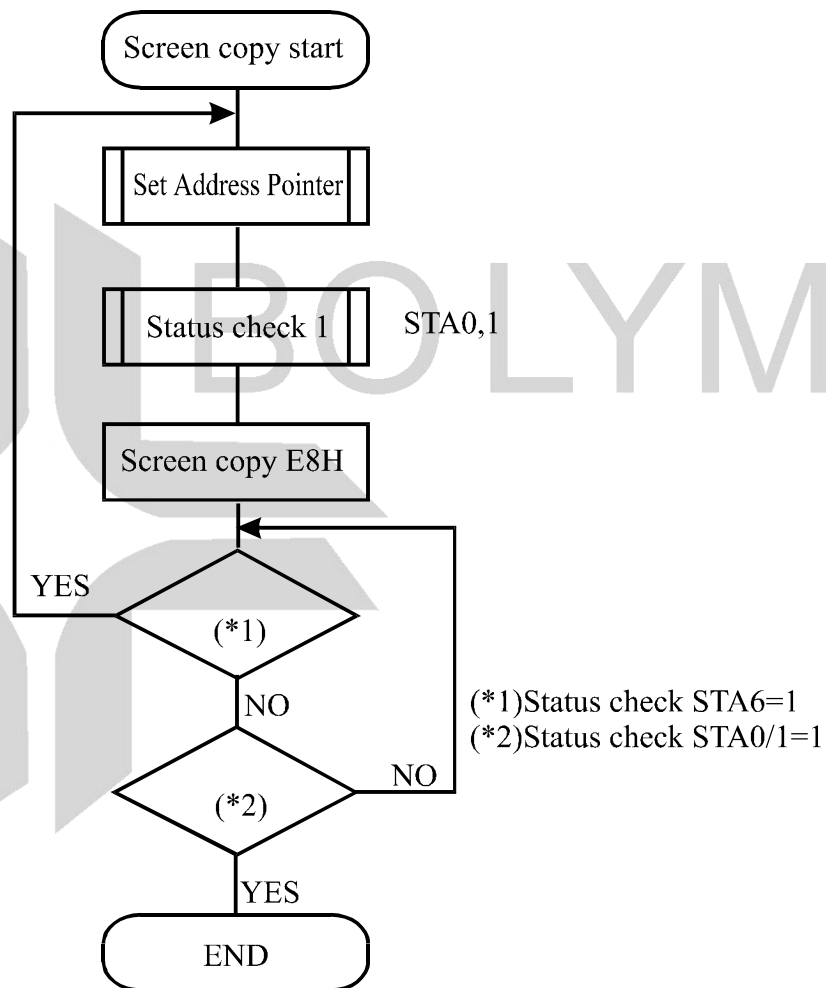 Screen copy start
Set Address Pointer
BOLYM
Status check 1
STA0,1
Screen copy E8H
YES
(*1)
NO
(*1)Status check STA6=1
(*2)Status check STA0/1=1
NO
(*2)
YES
END